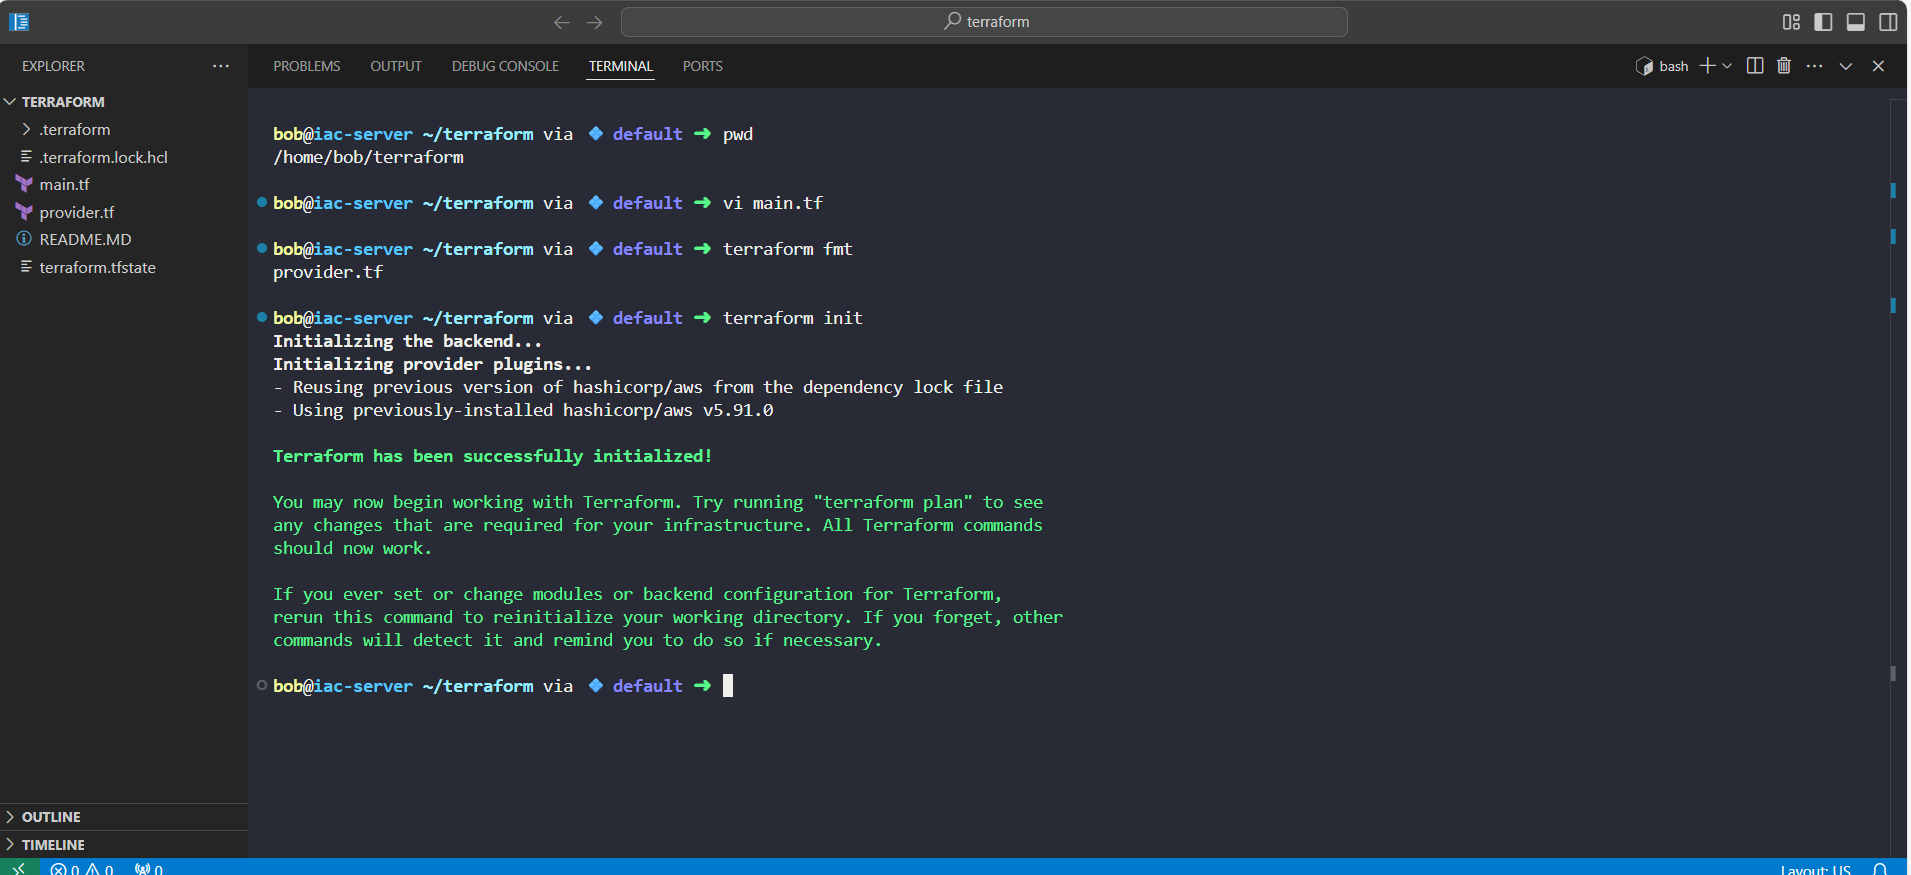 terraform
EXPLORER
PROBLEMS OUTPUT DEBUG CONSOLE TERMINAL PORTS
bash
TERRAFORM
.terraform
.terraform.lock.hcl
main.tf
provider.tf
README.MD
terraform.tfstate
bob@iac-server ~/terraform via default ➜ pwd
/home/bob/terraform
bob@iac-server ~/terraform via default ➜ vi main.tf
bob@iac-server ~/terraform via default ➜ terraform fmt
provider.tf
bob@iac-server ~/terraform via default ➜ terraform init
Initializing the backend...
Initializing provider plugins...
- Reusing previous version of hashicorp/aws from the dependency lock file
- Using previously-installed hashicorp/aws v5.91.0
Terraform has been successfully initialized!
You may now begin working with Terraform. Try running "terraform plan" to see
any changes that are required for your infrastructure. All Terraform commands
should now work.
If you ever set or change modules or backend configuration for Terraform,
rerun this command to reinitialize your working directory. If you forget, other
commands will detect it and remind you to do so if necessary.
bob@iac-server ~/terraform via default ➜
OUTLINE
TIMELINE
0 0 0
Layout: US